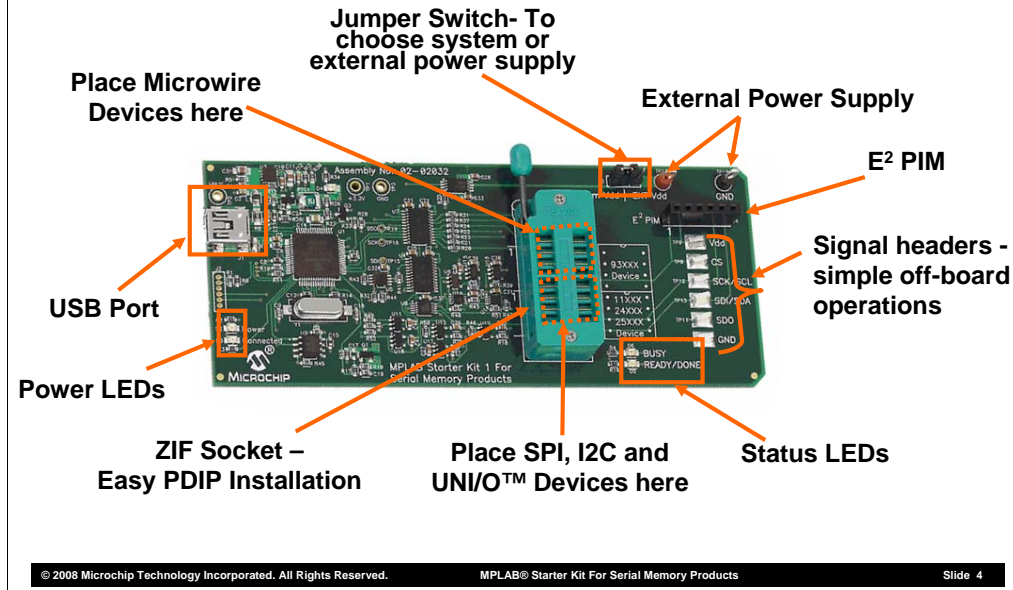 Jumper Switch- To
choose system or
external power supply
Place Microwire
Devices here
External Power Supply
E² PIM
Signal headers -
simple off-board
operations
USB Port
Power LEDs
ZIF Socket –
Easy PDIP Installation
Place SPI, I2C and
UNI/O™ Devices here
Status LEDs
Assembly No. 02-02032
+3.3V
GND
GND
E² PIM
Vdd
CS
SCK/SCL
SDI/SDA
SDO
GND
93XXX
Device
11XXX
24XXX
25XXX
Device
BUSY
READY/DONE
Power
Connected
MICROCHIP
MPLAB Starter Kit 1 For
Serial Memory Products
© 2008 Microchip Technology Incorporated. All Rights Reserved.
MPLAB® Starter Kit For Serial Memory Products
Slide 4